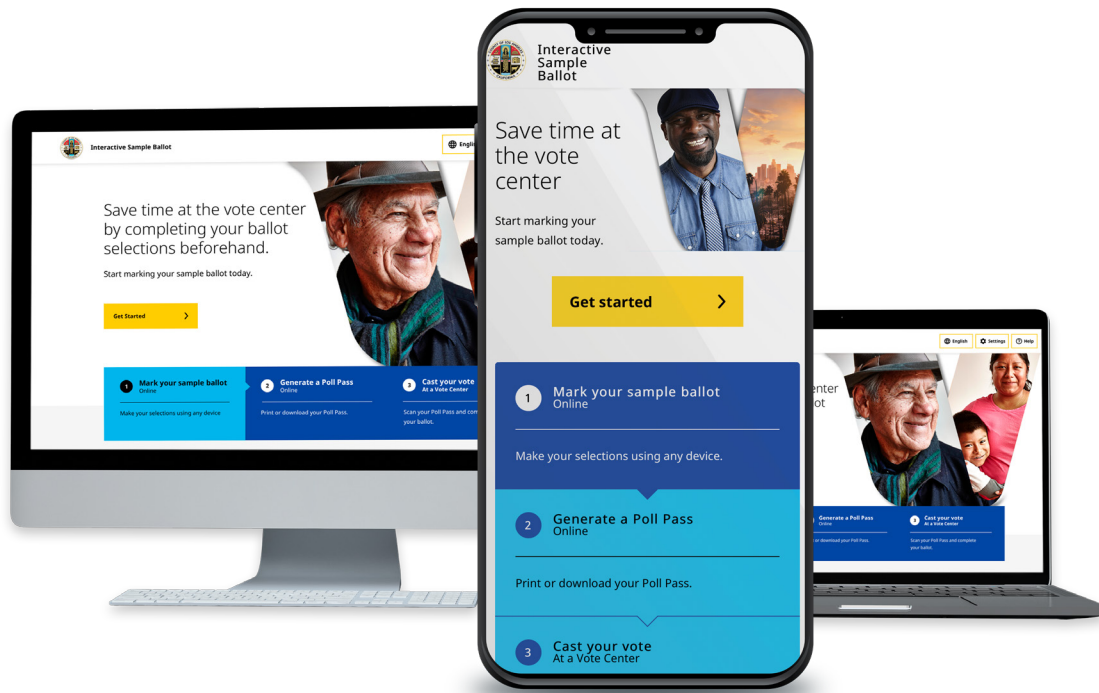 Interactive Sample Ballot
English
Save time at the vote center
by completing your ballot
selections beforehand.
Start marking your sample ballot today.
Get Started
1 Mark your sample ballot
Online
Make your selections using any device
2 Generate a Poll Pass
Online
Print or download your Poll Pass.
3 Cast your vote
At a Vote Center
Scan your Poll Pass and
your ballot.
Interactive
Sample
Ballot
Save time at
the vote
center
Start marking your
sample ballot today.
Get started
1 Mark your sample ballot
Online
Make your selections using any device.
2 Generate a Poll Pass
Online
Print or download your Poll Pass.
3 Cast your vote
At a Vote Center
English Settings Help
Generate a Poll Pass
Online
or download your Poll Pass.
3 Cast your vote
At a Vote Center
Scan your Poll Pass and complete
your ballot.